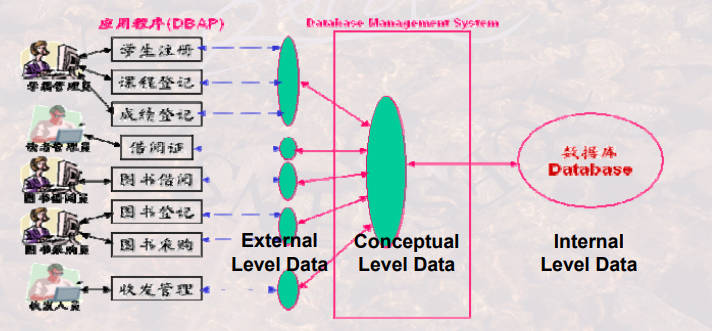 应用程序(DBAP)
Database Management System
学生注册
课程登记
学籍管理员
成绩登记
借阅证
读者管理员
图书借阅
图书借阅员
图书登记
图书采购
图书采购员
收发管理
收发人员
数据库
Database
External
Level Data
Conceptual
Level Data
Internal
Level Data